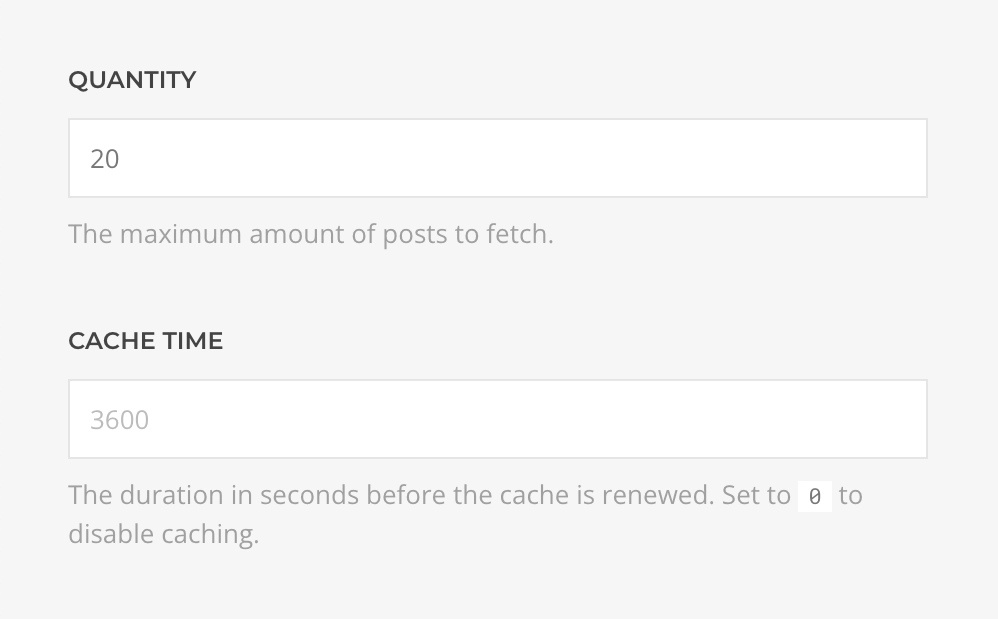 QUANTITY
20
The maximum amount of posts to fetch.
CACHE TIME
3600
The duration in seconds before the cache is renewed. Set to 0 to
disable caching.